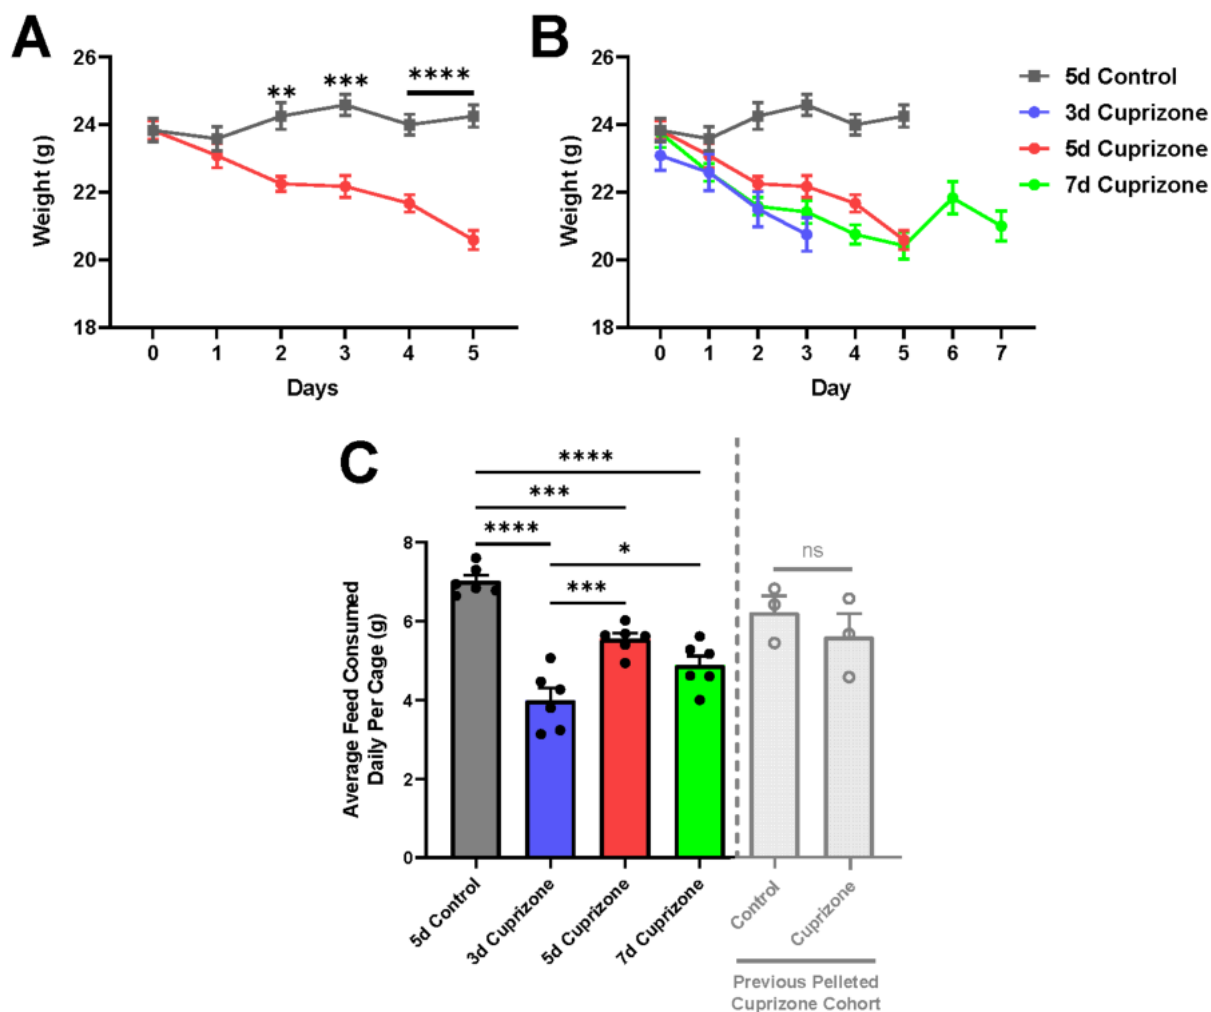 A
26
24
22
20
18
Weight (g)
**
***
****
0 1 2 3 4 5
Days
B
26
24
22
20
18
Weight (g)
0 1 2 3 4 5 6 7
Day
5d Control
3d Cuprizone
5d Cuprizone
7d Cuprizone
C
****
***
****
*
***
ns
8
6
4
2
0
Average Feed Consumed
Daily Per Cage (g)
5d Control
3d Cuprizone
5d Cuprizone
7d Cuprizone
Control
Cuprizone
Previous Pelleted
Cuprizone Cohort